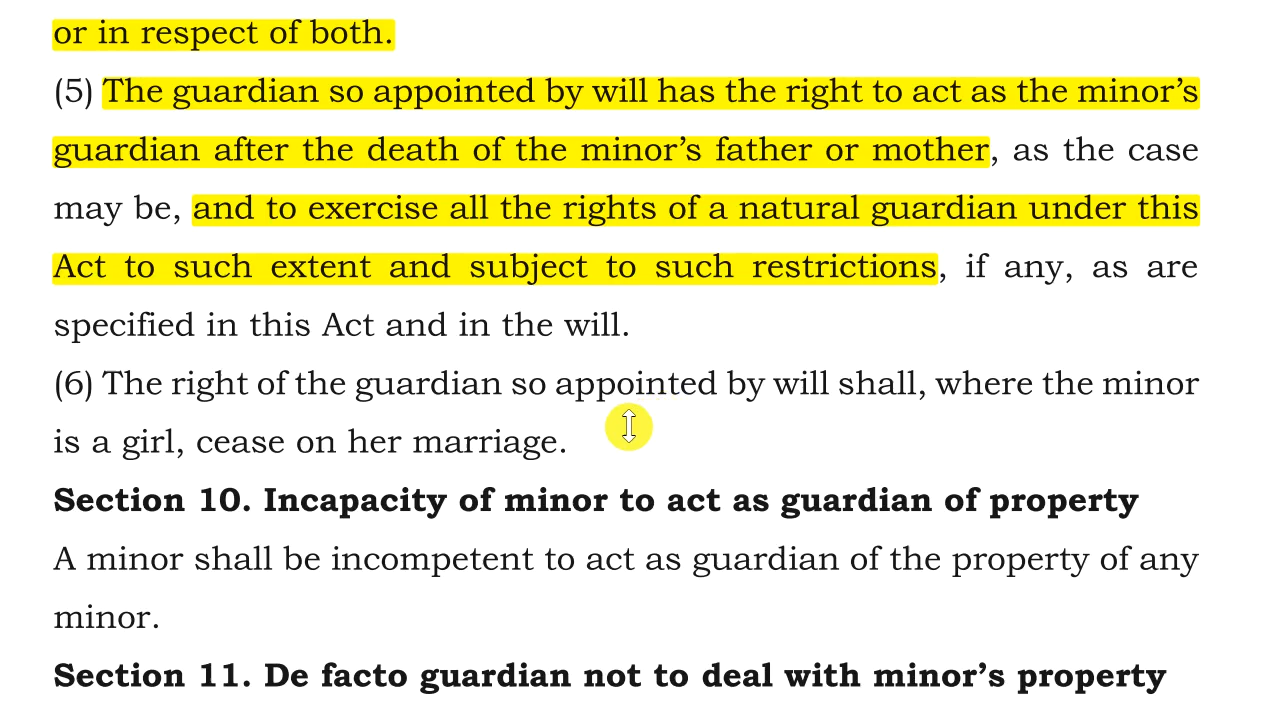 or in respect of both.
(5) The guardian so appointed by will has the right to act as the minor’s
guardian after the death of the minor’s father or mother, as the case
may be, and to exercise all the rights of a natural guardian under this
Act to such extent and subject to such restrictions, if any, as are
specified in this Act and in the will.
(6) The right of the guardian so appointed by will shall, where the minor
is a girl, cease on her marriage.
Section 10. Incapacity of minor to act as guardian of property
A minor shall be incompetent to act as guardian of the property of any
minor.
Section 11. De facto guardian not to deal with minor’s property